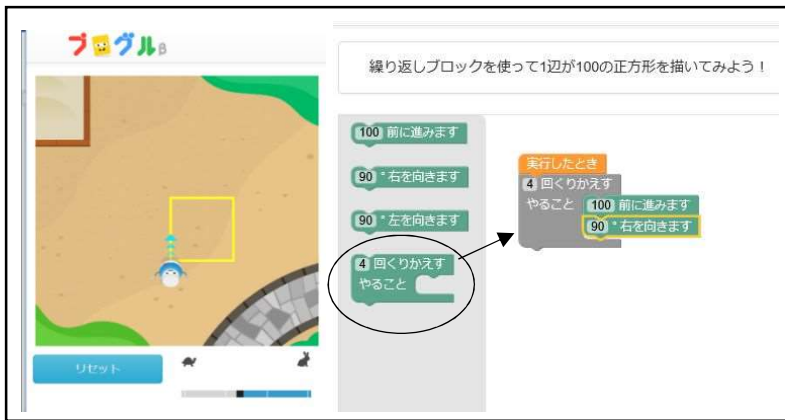 プログルβ
繰り返しブロックを使って1辺が100の正方形を描いてみよう！
100 前に進みます
90 ° 右を向きます
90 ° 左を向きます
4 回くりかえす
やること
実行したとき
4 回くりかえす
やること 100 前に進みます
90 ° 右を向きます
リセット